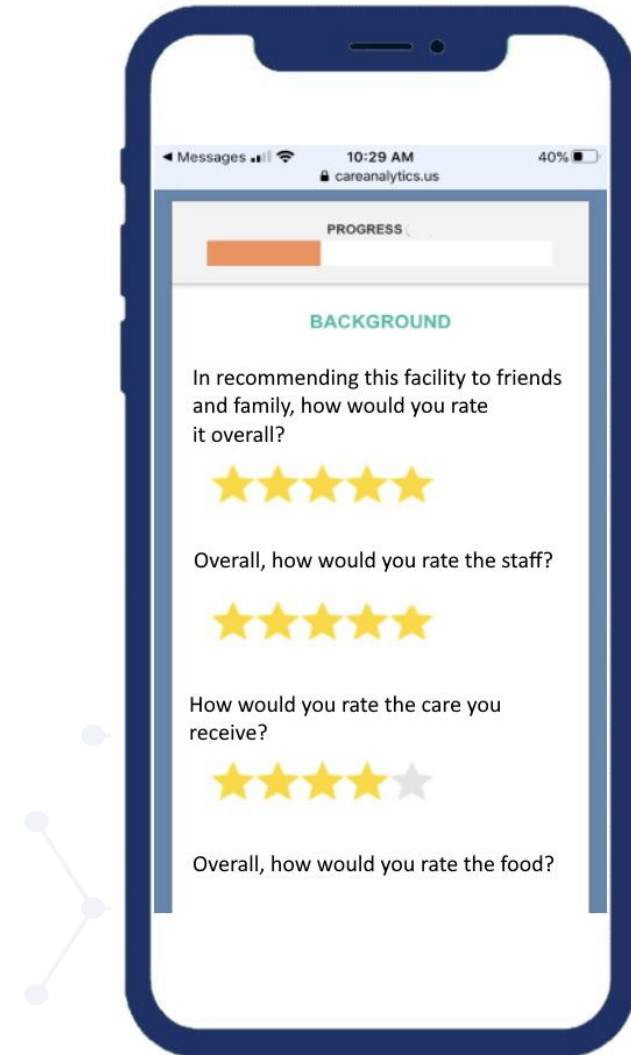 ◀ Messages 10:29 AM 40%
careanalytics.us
PROGRESS
BACKGROUND
In recommending this facility to friends
and family, how would you rate
it overall?
Overall, how would you rate the staff?
How would you rate the care you
receive?
Overall, how would you rate the food?